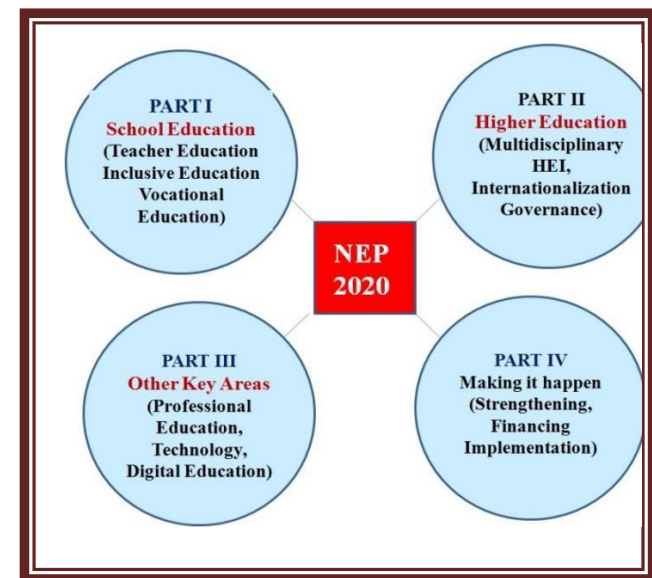 PART I
School Education
(Teacher Education
Inclusive Education
Vocational
Education)
PART II
Higher Education
(Multidisciplinary
HEI,
Internationalization
Governance)
NEP
2020
PART III
Other Key Areas
(Professional
Education,
Technology,
Digital Education)
PART IV
Making it happen
(Strengthening,
Financing
Implementation)